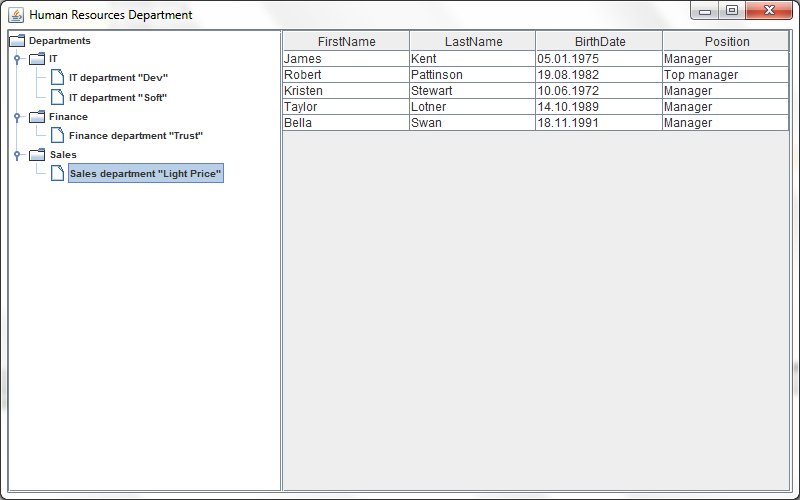 Human Resources Department
Departments
IT
IT department "Dev"
IT department "Soft"
Finance
Finance department "Trust"
Sales
Sales department "Light Price"
FirstName LastName BirthDate Position
James Kent 05.01.1975 Manager
Robert Pattinson 19.08.1982 Top manager
Kristen Stewart 10.06.1972 Manager
Taylor Lotner 14.10.1989 Manager
Bella Swan 18.11.1991 Manager